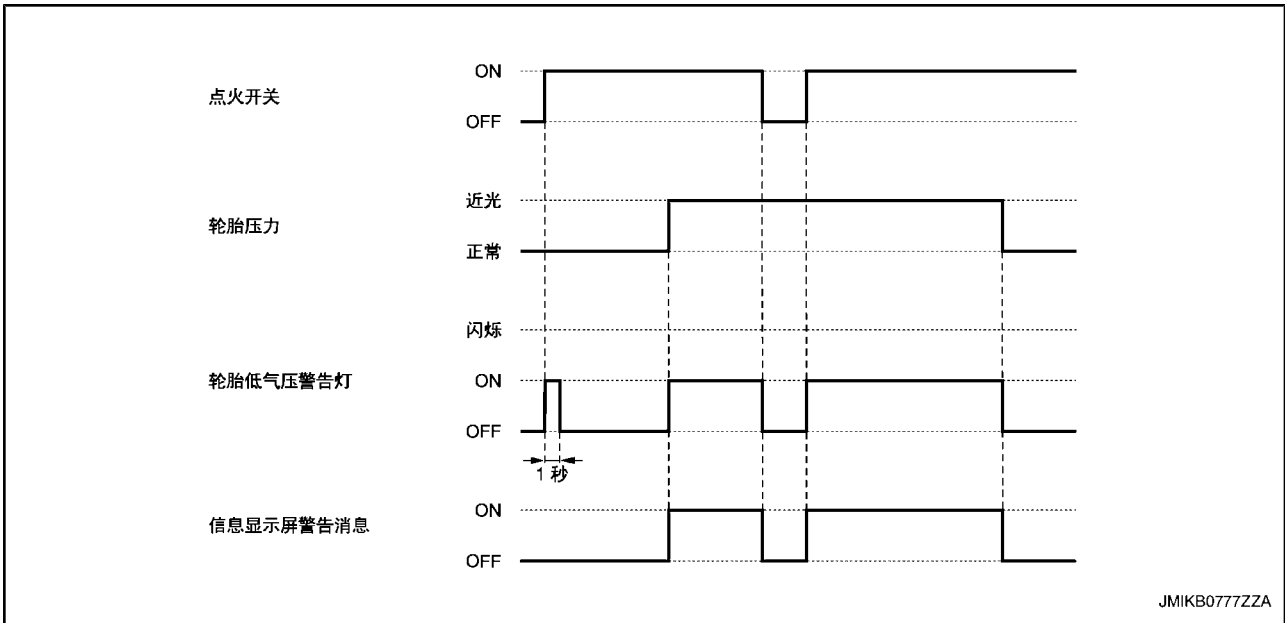 点火开关
ON
OFF
轮胎压力
近光
正常
闪烁
轮胎低气压警告灯
ON
OFF
1 秒
信息显示屏警告消息
ON
OFF
JMIKB0777ZZA